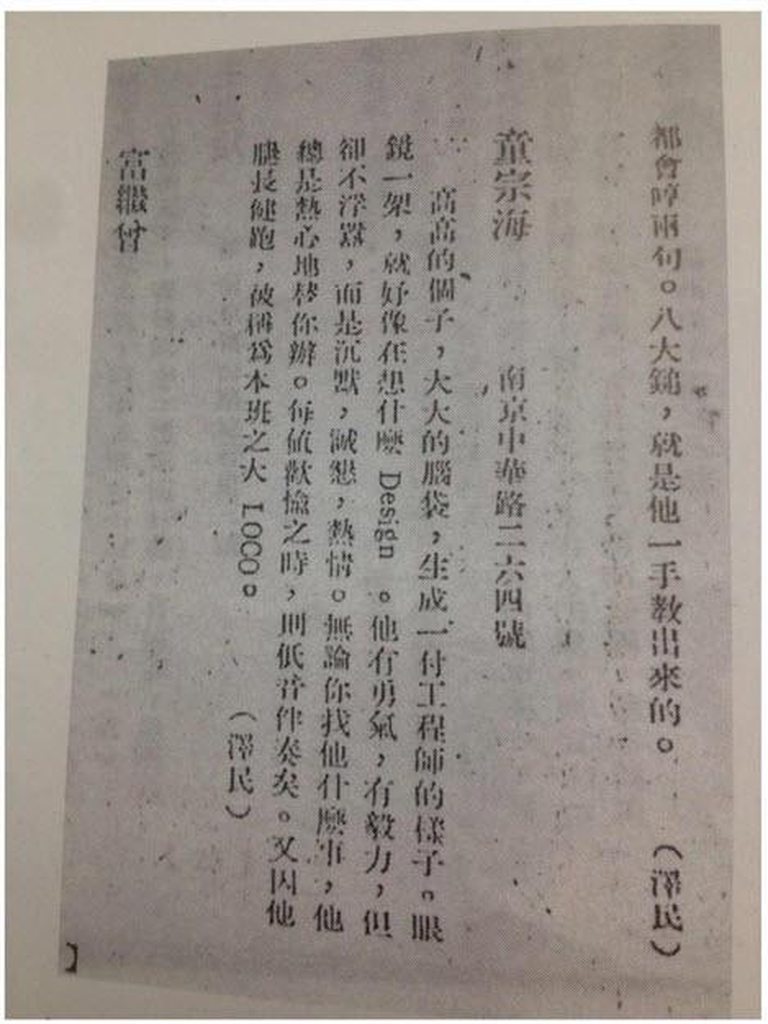 都會哼兩句。八大鎚，就是他一手教出來的。　（澤民）
童宗海　南京中華路二六四號
高高的個子，大大的腦袋，生成一付工程師的樣子。眼
鏡一架，就好像在想什麼 Design 。他有勇氣，有毅力，但
卻不浮囂，而是沉默，誠懇，熱情。無論你找他什麼事，他
總是熱心地替你辦。每值歡愉之時，則低音伴奏矣。又因他
腿長健跑，被稱爲本班之大 LOCO。　（澤民）
富繼曾